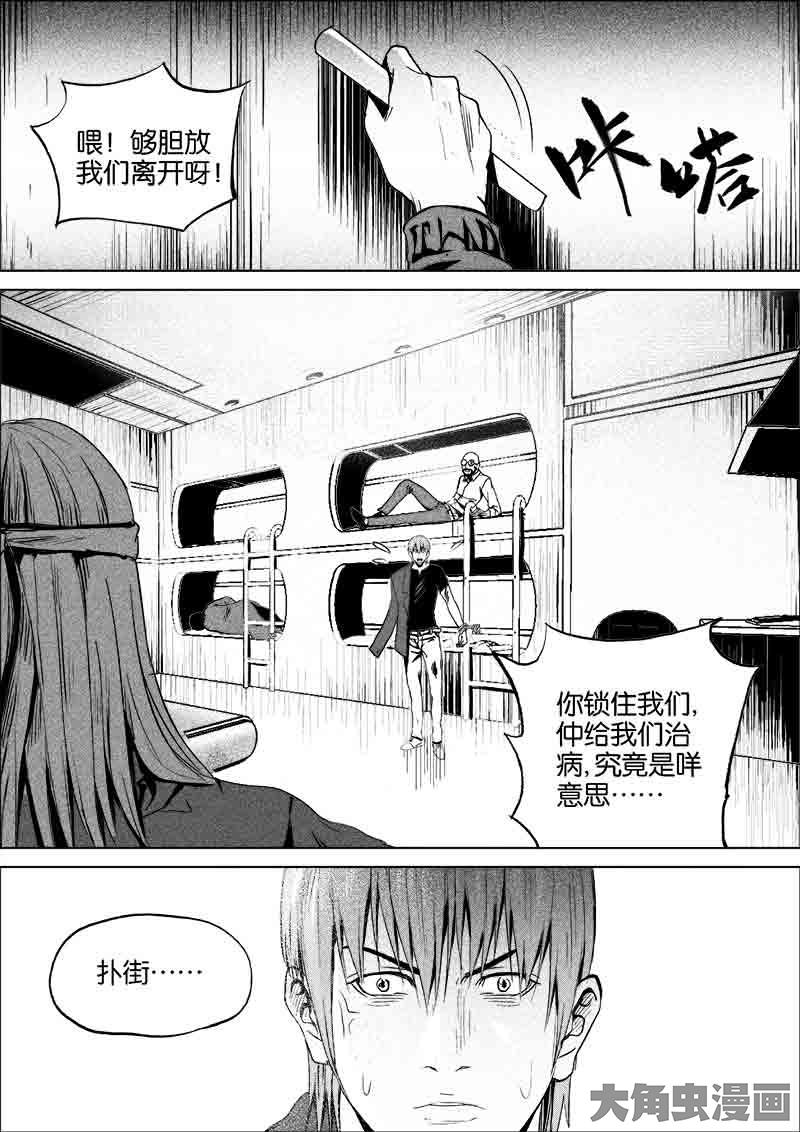 喂！够胆放
我们离开呀！
咔嗒
你锁住我们，
仲给我们治
病，究竟是咩
意思……
扑街……
大角虫漫画